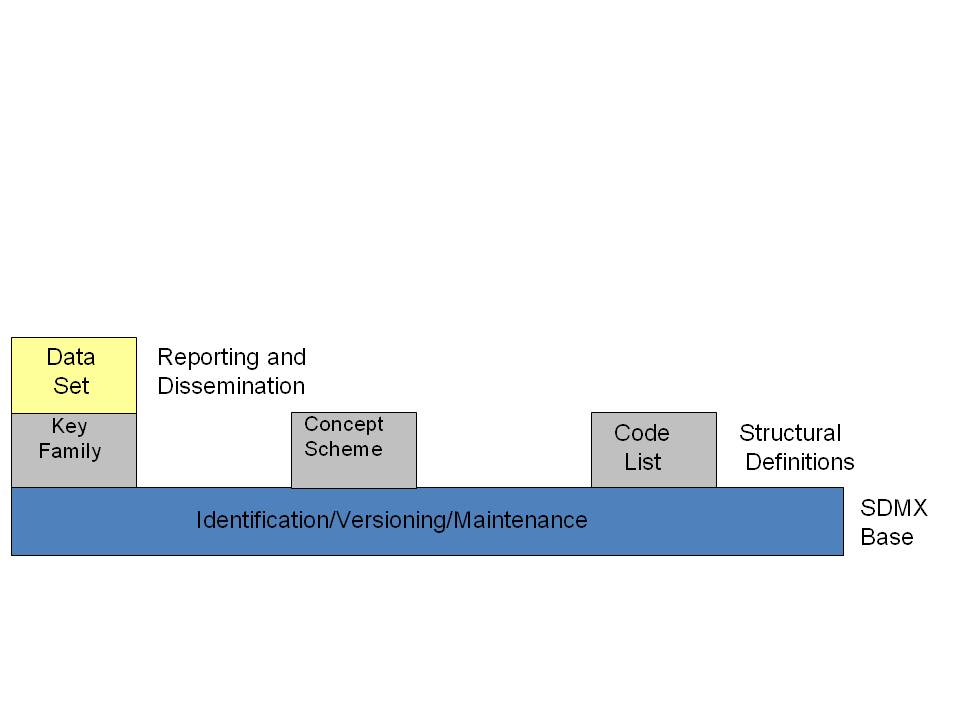 Data
Set
Reporting and
Dissemination
Key
Family
Concept
Scheme
Code
List
Structural
Definitions
Identification/Versioning/Maintenance
SDMX
Base